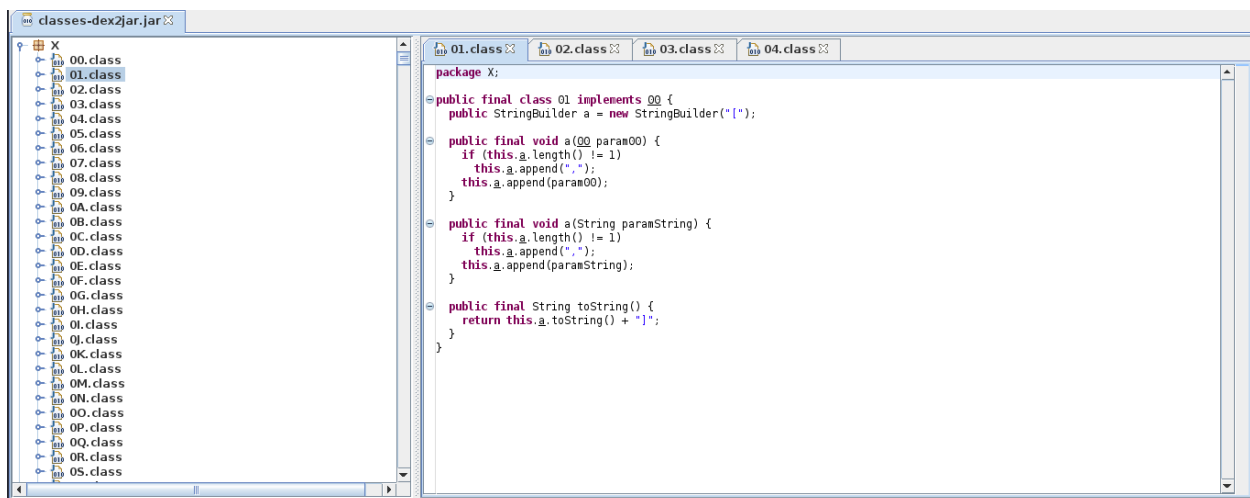 classes-dex2jar.jar
X
00.class
01.class
02.class
03.class
04.class
05.class
06.class
07.class
08.class
09.class
0A.class
0B.class
0C.class
0D.class
0E.class
0F.class
0G.class
0H.class
0I.class
0J.class
0K.class
0L.class
0M.class
0N.class
0O.class
0P.class
0Q.class
0R.class
0S.class
01.class 02.class 03.class 04.class
package X;
public final class 01 implements 00 {
public StringBuilder a = new StringBuilder("[");
public final void a(00 param00) {
if (this.a.length() != 1)
this.a.append(",");
this.a.append(param00);
}
public final void a(String paramString) {
if (this.a.length() != 1)
this.a.append(",");
this.a.append(paramString);
}
public final String toString() {
return this.a.toString() + "]";
}
}